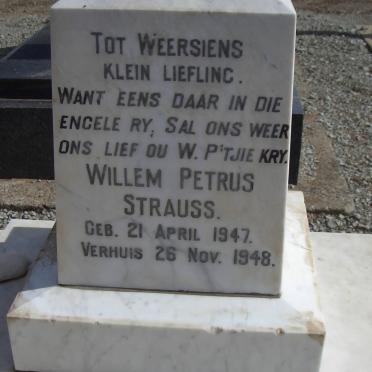 TOT WEERSIENS
KLEIN LIEFLING.
WANT EENS DAAR IN DIE
ENGELE RY, SAL ONS WEER
ONS LIEF OU W. P'TJIE KRY.
WILLEM PETRUS
STRAUSS.
GEB. 21 APRIL 1947.
VERHUIS 26 NOV. 1948.